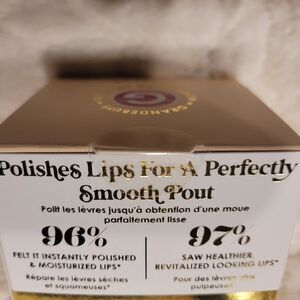 GRANDEBUFF
Polishes Lips For A Perfectly
Smooth Pout
Polit les lèvres jusqu'à obtention d'une moue
parfaitement lisse
96%
FELT IT INSTANTLY POLISHED
& MOISTURIZED LIPS*
Répare les lèvres sèches
et squameuses*
97%
SAW HEALTHIER,
REVITALIZED LOOKING LIPS*
Pour des lèvres plus
pulpeuses*